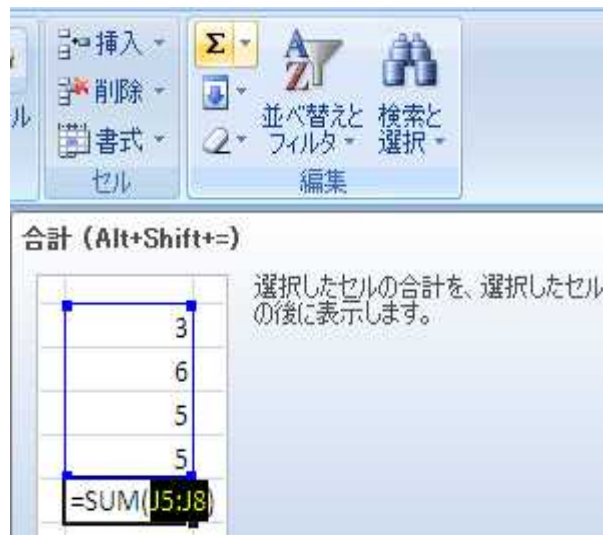 挿入
削除
書式
セル
ル
Σ
並べ替えと
フィルタ
検索と
選択
編集
合計 (Alt+Shift+=)
選択したセルの合計を、選択したセル
の後に表示します。
3
6
5
5
=SUM(J5:J8)